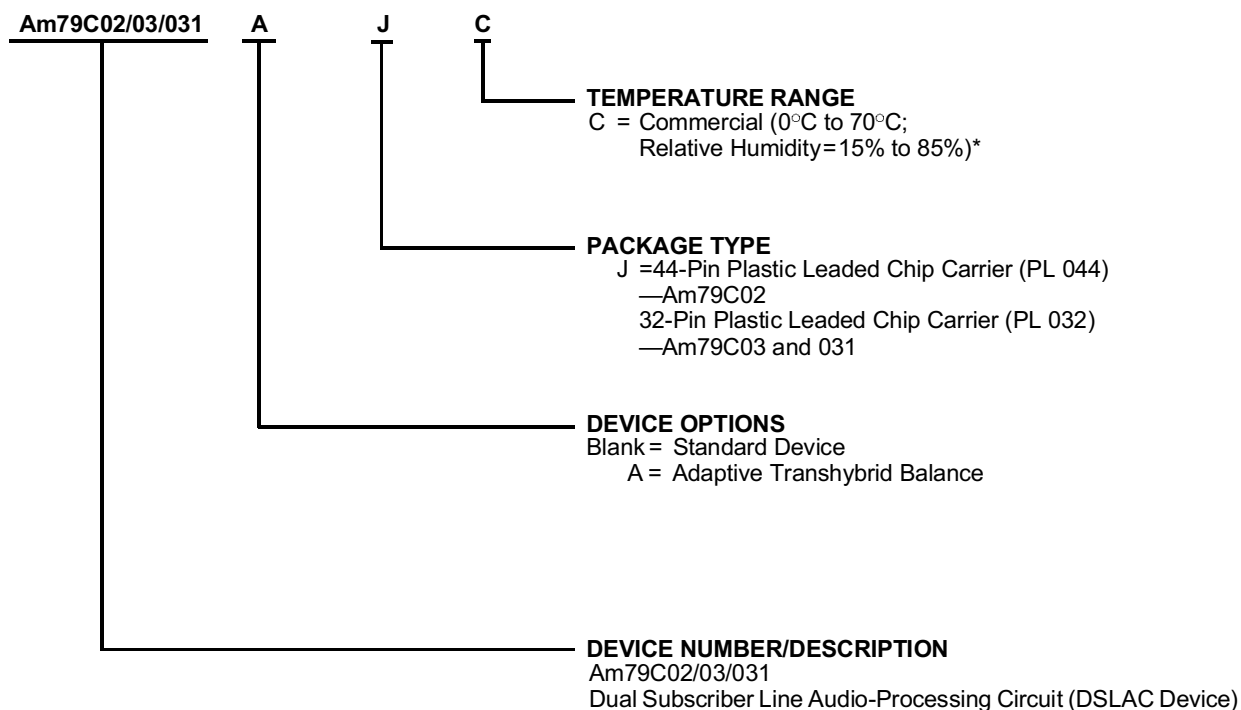 Am79C02/03/031 A J C
TEMPERATURE RANGE
C = Commercial (0°C to 70°C;
Relative Humidity=15% to 85%)*
PACKAGE TYPE
J =44-Pin Plastic Leaded Chip Carrier (PL 044)
—Am79C02
32-Pin Plastic Leaded Chip Carrier (PL 032)
—Am79C03 and 031
DEVICE OPTIONS
Blank= Standard Device
A = Adaptive Transhybrid Balance
DEVICE NUMBER/DESCRIPTION
Am79C02/03/031
Dual Subscriber Line Audio-Processing Circuit (DSLAC Device)